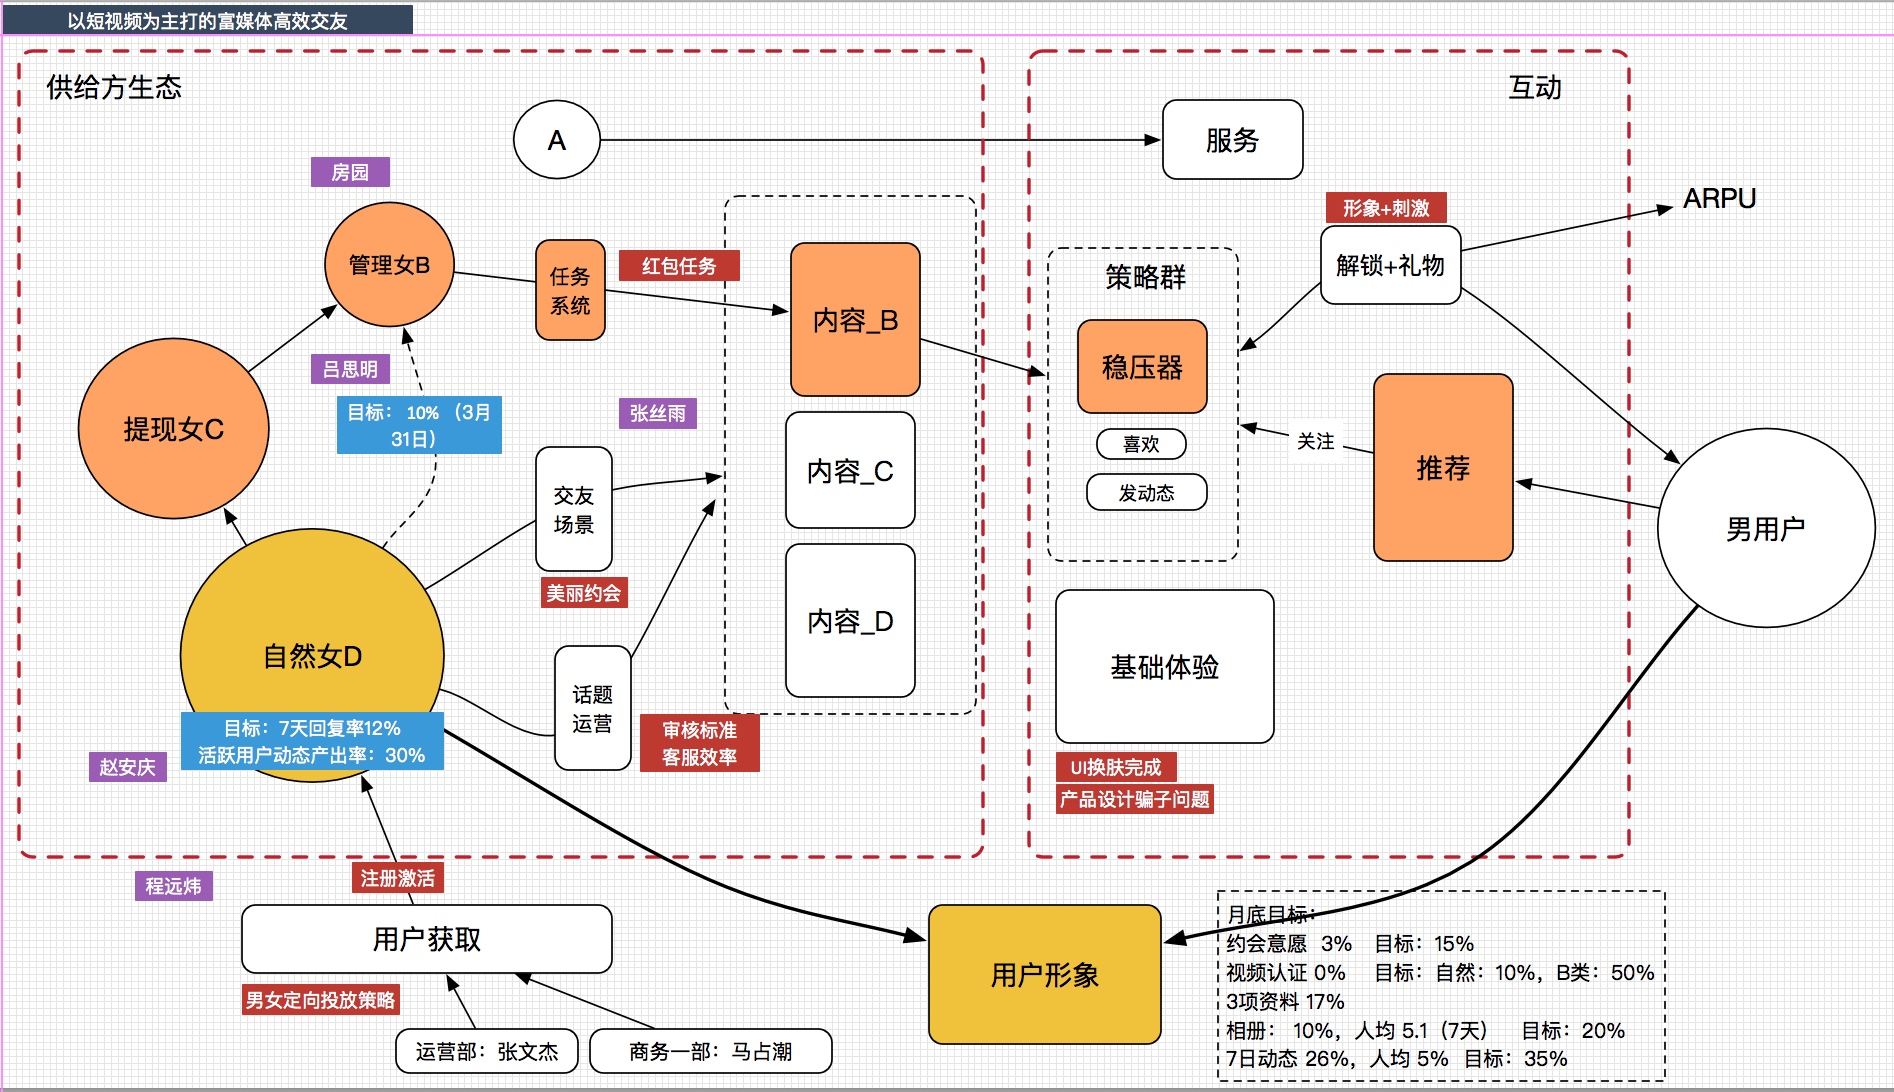 以短视频为主打的富媒体高效交友
供给方生态
互动
A
服务
房园
形象+刺激
ARPU
管理女B
任务
系统
红包任务
内容_B
策略群
解锁+礼物
稳压器
吕思明
目标： 10% （3月
31日）
张丝雨
提现女C
喜欢
关注
推荐
内容_C
发动态
交友
场景
男用户
美丽约会
内容_D
自然女D
基础体验
话题
运营
目标：7天回复率12%
活跃用户动态产出率：30%
审核标准
客服效率
赵安庆
UI换肤完成
产品设计骗子问题
程远炜
注册激活
用户获取
用户形象
月底目标：
约会意愿 3% 目标：15%
视频认证 0% 目标：自然：10%，B类：50%
3项资料 17%
相册： 10%，人均 5.1（7天） 目标：20%
7日动态 26%，人均 5% 目标：35%
男女定向投放策略
运营部：张文杰
商务一部：马占潮